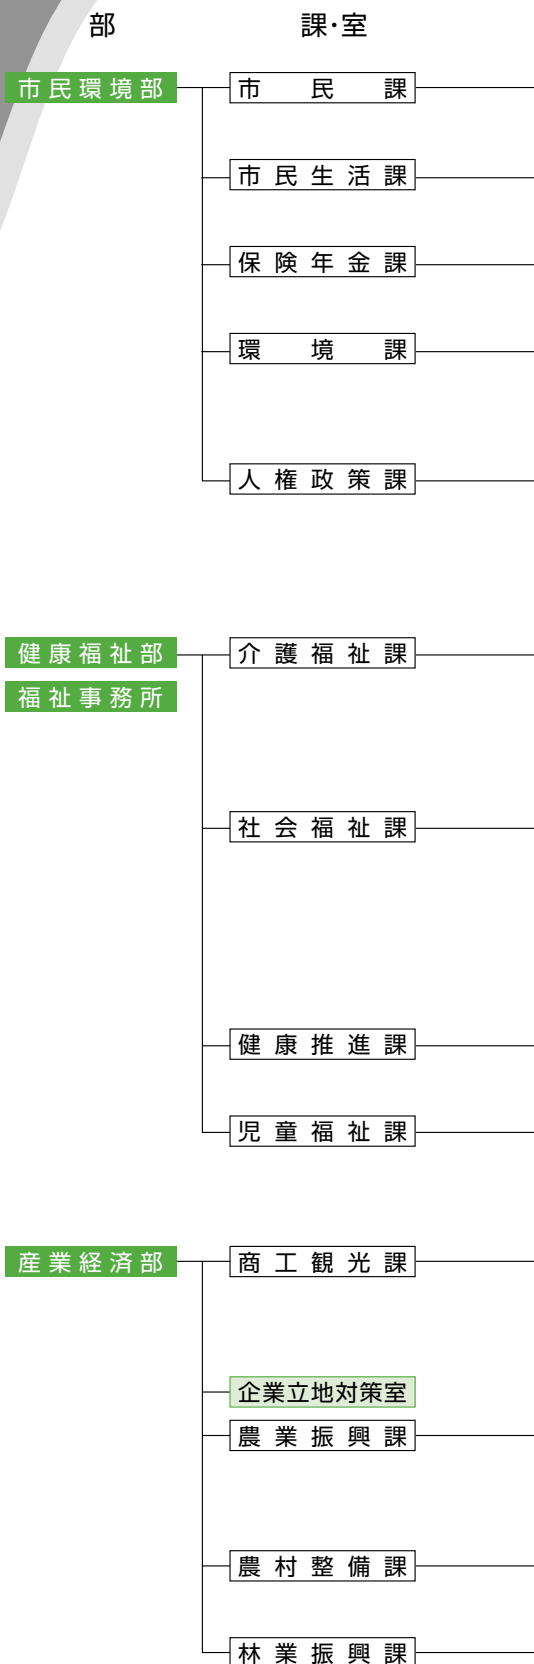 部 課・室
市民環境部 市民課
市民生活課
保険年金課
環境課
人権政策課
健康福祉部 介護福祉課
福祉事務所
社会福祉課
健康推進課
児童福祉課
産業経済部 商工観光課
企業立地対策室
農業振興課
農村整備課
林業振興課